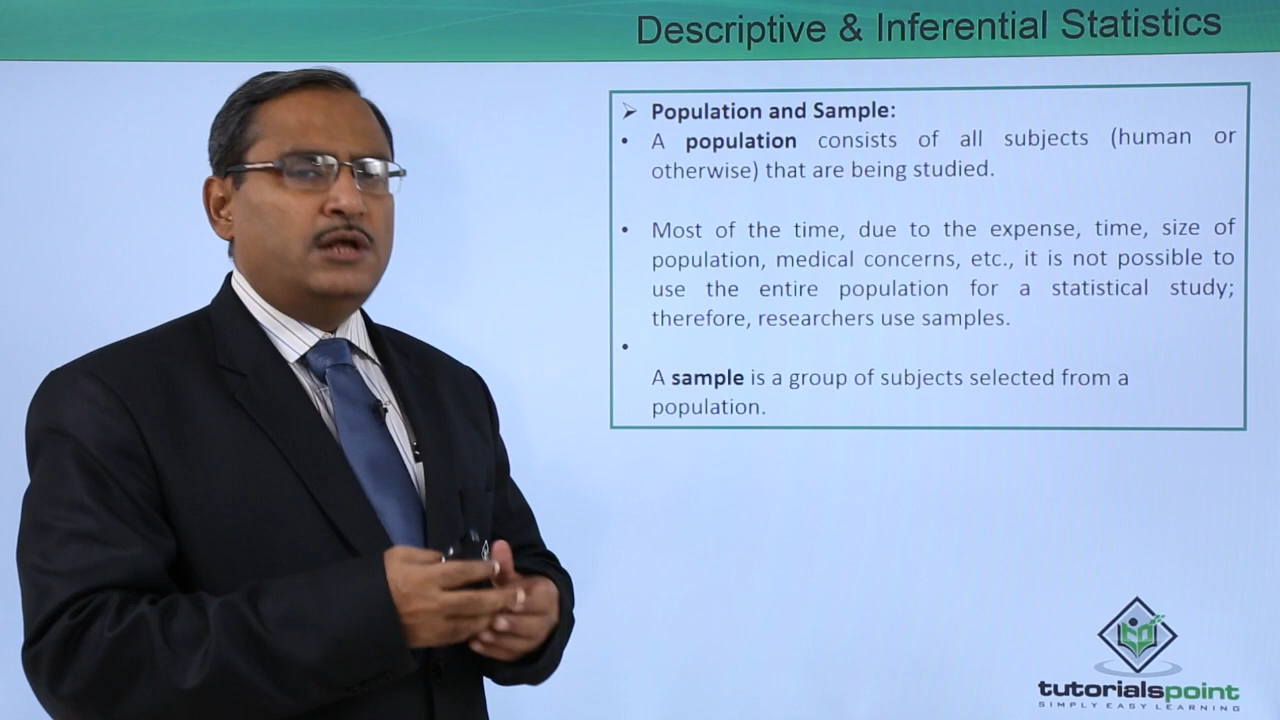 Descriptive & Inferential Statistics
➢ Population and Sample:
• A population consists of all subjects (human or
otherwise) that are being studied.
• Most of the time, due to the expense, time, size of
population, medical concerns, etc., it is not possible to
use the entire population for a statistical study;
therefore, researchers use samples.
•
A sample is a group of subjects selected from a
population.
tutorialspoint
SIMPLY EASY LEARNING